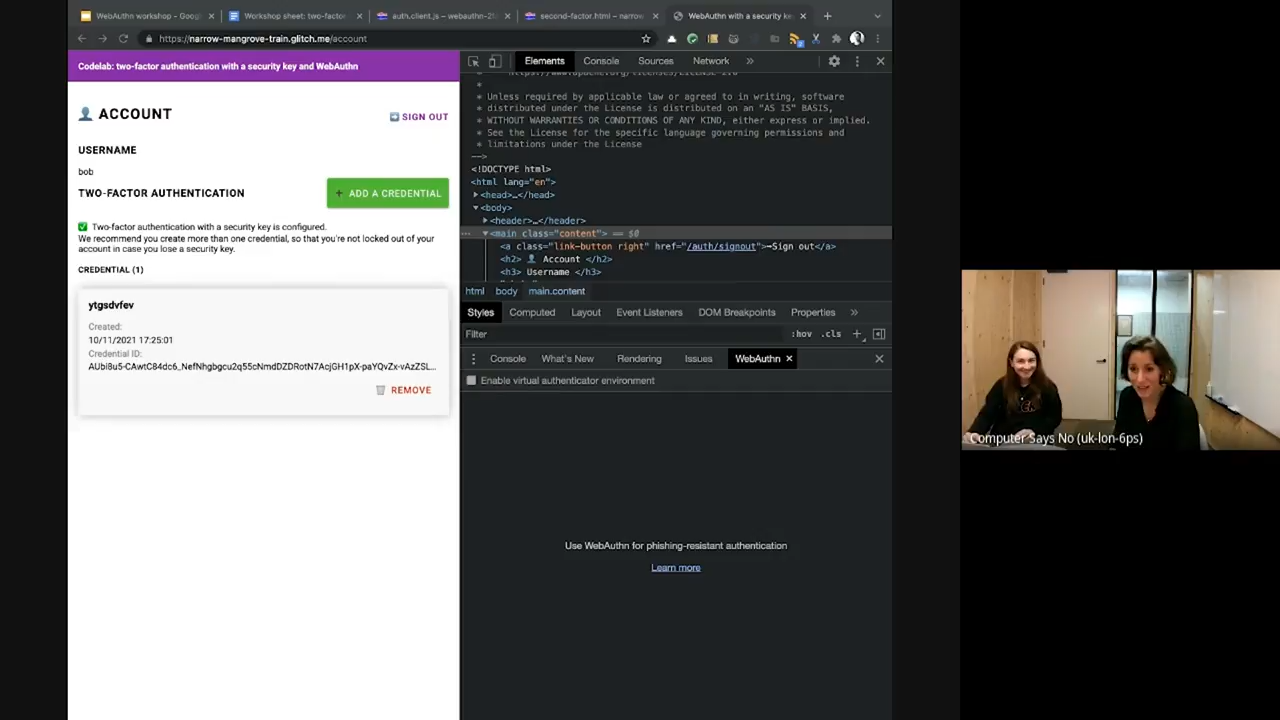 WebAuthn workshop - Googl
Workshop sheet: two-factor
auth.client.js – webauthn-2f
second-factor.html – narrow
WebAuthn with a security key
https://narrow-mangrove-train.glitch.me/account
Codelab: two-factor authentication with a security key and WebAuthn
ACCOUNT
SIGN OUT
USERNAME
bob
TWO-FACTOR AUTHENTICATION
+ ADD A CREDENTIAL
Two-factor authentication with a security key is configured.
We recommend you create more than one credential, so that you're not locked out of your
account in case you lose a security key.
CREDENTIAL (1)
ytgsdvfev
Created:
10/11/2021 17:25:01
Credential ID:
REMOVE
Elements
Console
Sources
Network
»
*
* Unless required by applicable law or agreed to in writing, software
* distributed under the License is distributed on an "AS IS" BASIS,
* WITHOUT WARRANTIES OR CONDITIONS OF ANY KIND, either express or implied.
* See the License for the specific language governing permissions and
* limitations under the License
-->
<!DOCTYPE html>
<html lang="en">
<head>…</head>
<body>
<header>…</header>
<main class="content"> == $0
<a class="link-button right" href="/auth/signout">➡Sign out</a>
<h2> 👤 Account </h2>
<h3> Username </h3>
html
body
main.content
Styles
Computed
Layout
Event Listeners
DOM Breakpoints
Properties
»
Filter
:hov
.cls
+
Console
What's New
Rendering
Issues
WebAuthn
Enable virtual authenticator environment
Use WebAuthn for phishing-resistant authentication
Learn more
Computer Says No (uk-lon-6ps)